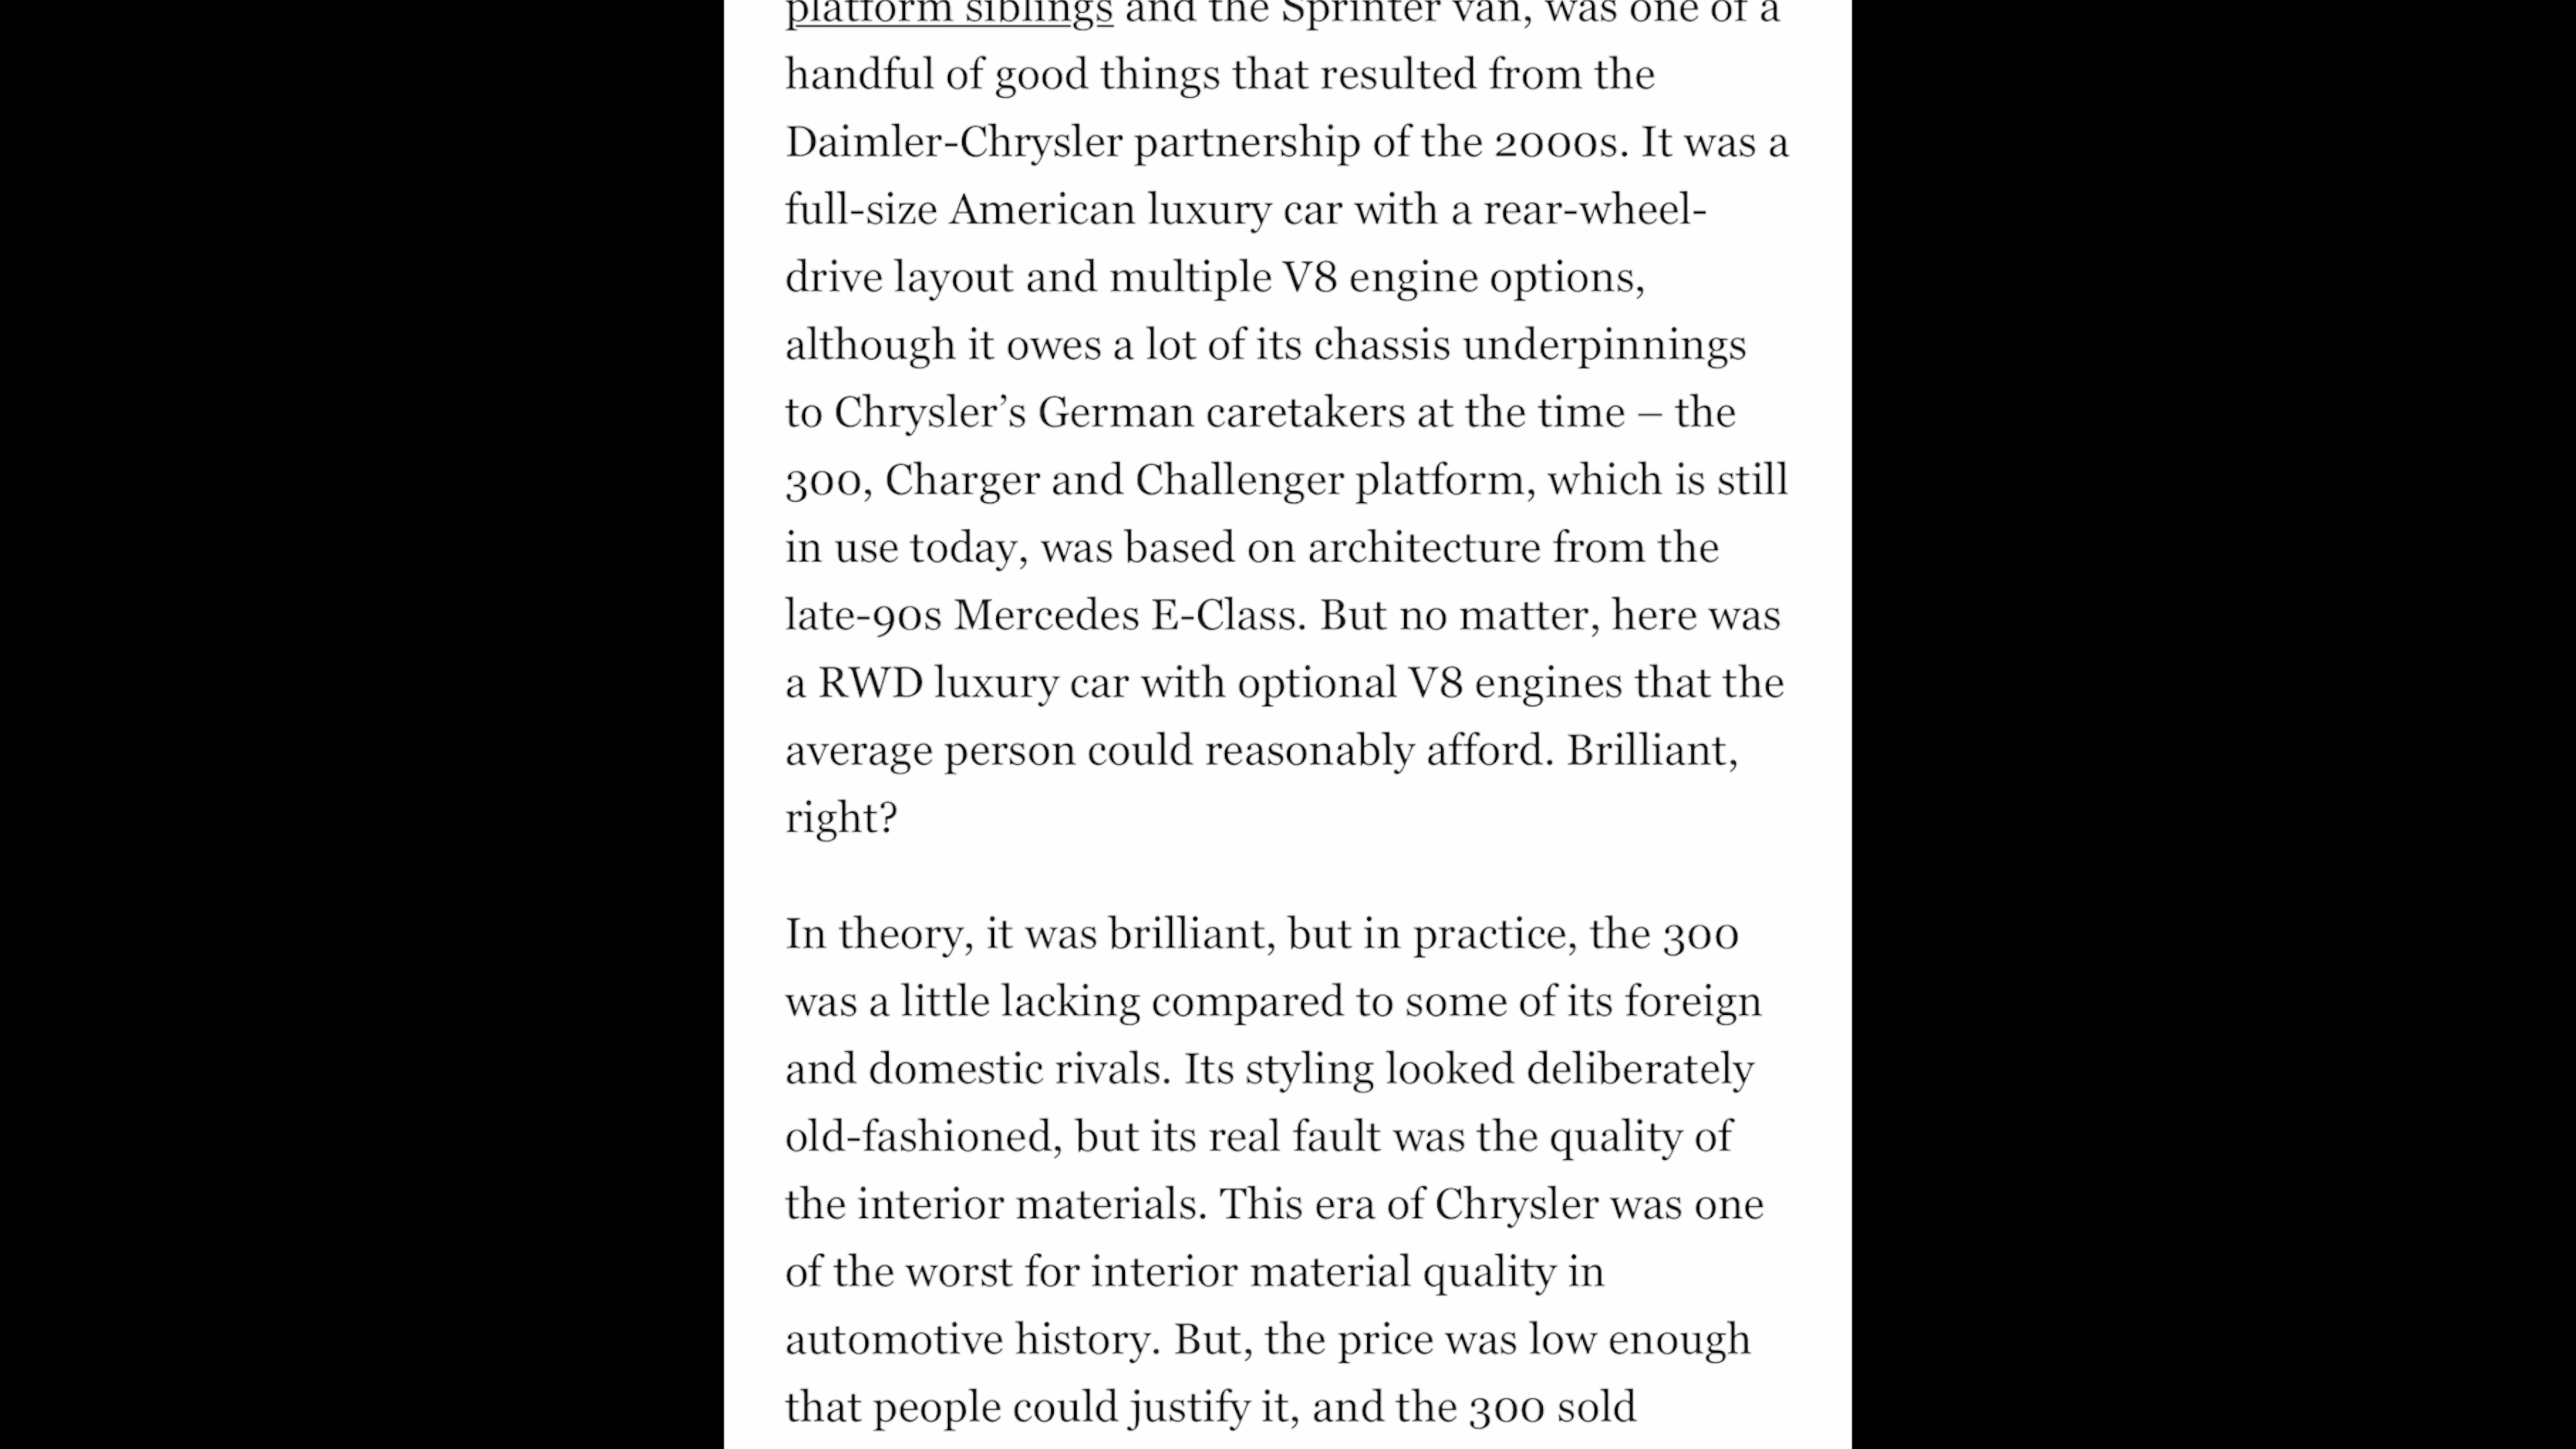 platform siblings and the Sprinter van, was one of a
handful of good things that resulted from the
Daimler-Chrysler partnership of the 2000s. It was a
full-size American luxury car with a rear-wheel-
drive layout and multiple V8 engine options,
although it owes a lot of its chassis underpinnings
to Chrysler’s German caretakers at the time – the
300, Charger and Challenger platform, which is still
in use today, was based on architecture from the
late-90s Mercedes E-Class. But no matter, here was
a RWD luxury car with optional V8 engines that the
average person could reasonably afford. Brilliant,
right?
In theory, it was brilliant, but in practice, the 300
was a little lacking compared to some of its foreign
and domestic rivals. Its styling looked deliberately
old-fashioned, but its real fault was the quality of
the interior materials. This era of Chrysler was one
of the worst for interior material quality in
automotive history. But, the price was low enough
that people could justify it, and the 300 sold